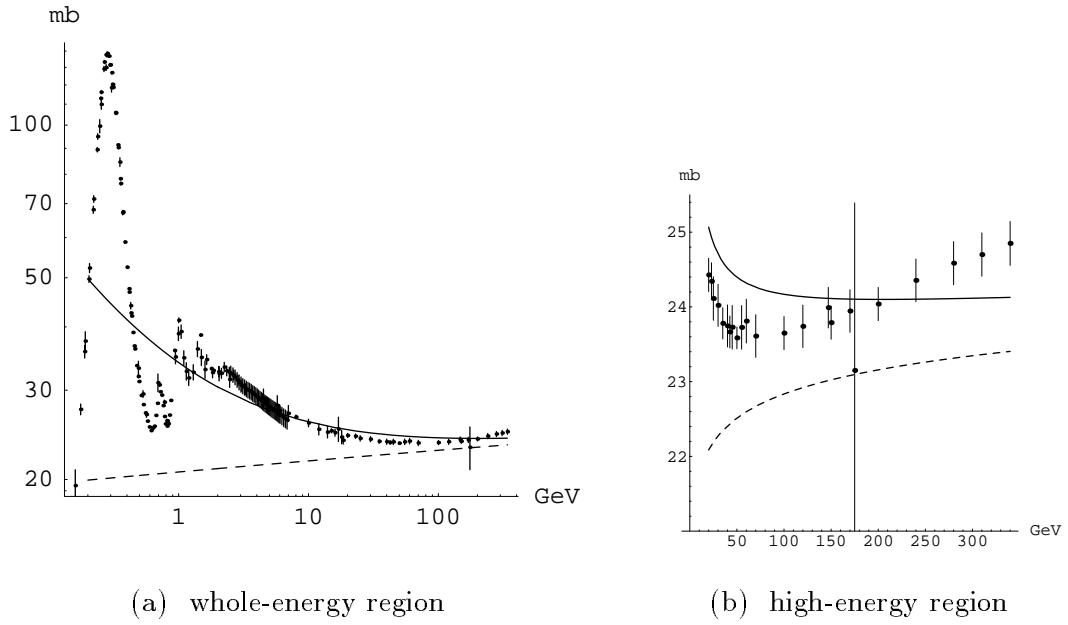 mb
100
70
50
30
20
1 10 100
GeV
(a) whole-energy region
mb
25
24
23
22
50 100 150 200 250 300
GeV
(b) high-energy region